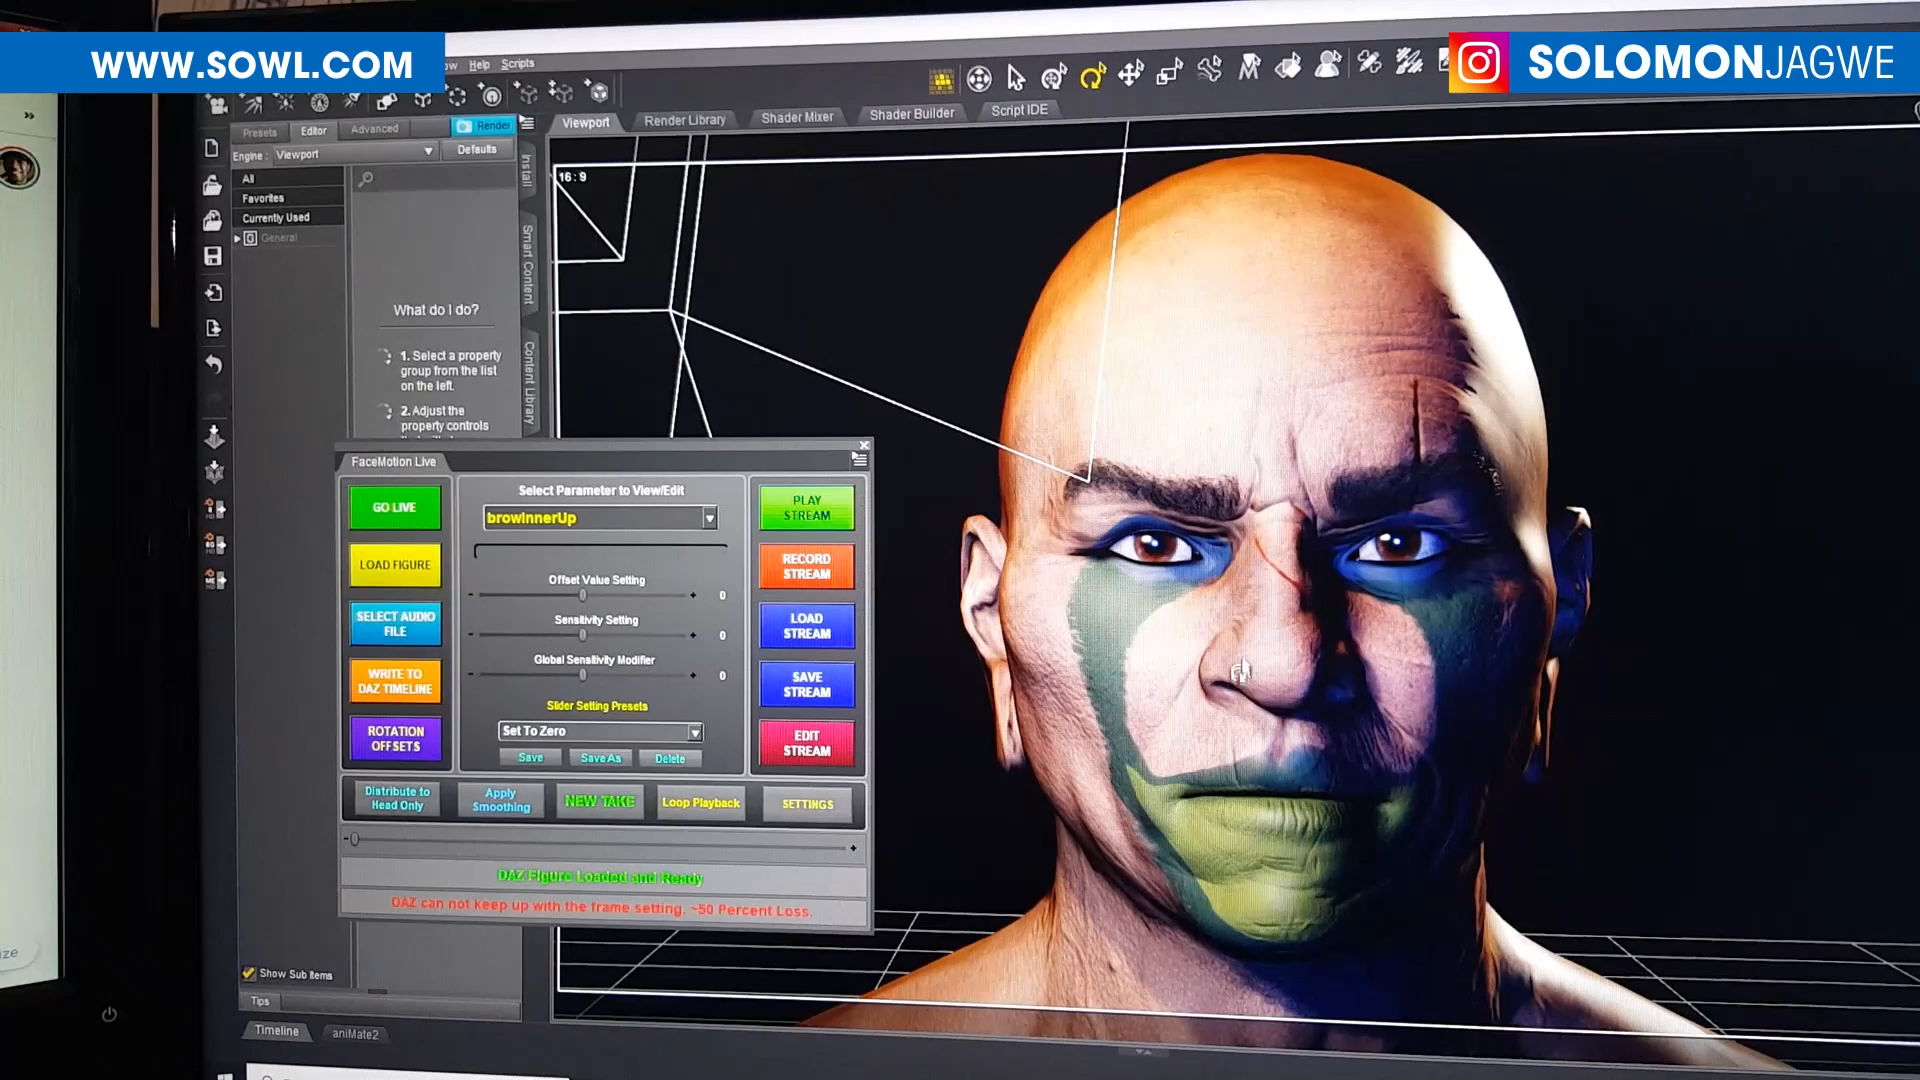 WWW.SOWL.COM
SOLOMONJAGWE
Help
Scripts
Presets
Editor
Advanced
Render
Engine :
Viewport
Defaults
All
Favorites
Currently Used
General
What do I do?
1. Select a property
group from the list
on the left.
2. Adjust the
property controls
Install
Smart Content
Content Library
Viewport
Render Library
Shader Mixer
Shader Builder
Script IDE
16 : 9
FaceMotion Live
GO LIVE
LOAD FIGURE
SELECT AUDIO
FILE
WRITE TO
DAZ TIMELINE
ROTATION
OFFSETS
Select Parameter to View/Edit
browInnerUp
Offset Value Setting
- + 0
Sensitivity Setting
- + 0
Global Sensitivity Modifier
- + 0
Slider Setting Presets
Set To Zero
Save
Save As
Delete
PLAY
STREAM
RECORD
STREAM
LOAD
STREAM
SAVE
STREAM
EDIT
STREAM
Distribute to
Head Only
Apply
Smoothing
NEW TAKE
Loop Playback
SETTINGS
- +
DAZ Figure Loaded and Ready
DAZ can not keep up with the frame setting. ~50 Percent Loss.
Show Sub Items
Tips
Timeline
aniMate2